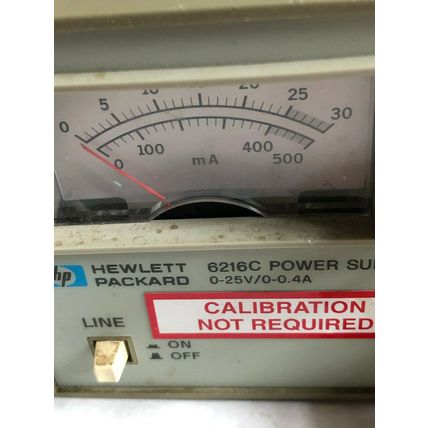 0 5 10 20 25 30
0 100 400 500
mA
hp HEWLETT PACKARD
6216C POWER SU
0-25V/0-0.4A
CALIBRATION
NOT REQUIRED
LINE
ON
OFF